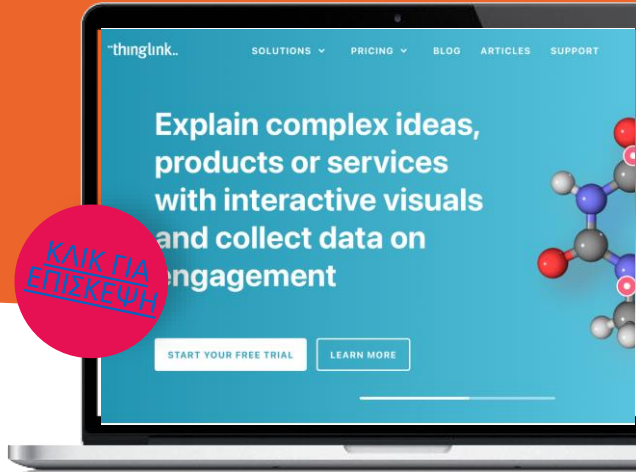 thinglink..
SOLUTIONS
PRICING
BLOG
ARTICLES
SUPPORT
Explain complex ideas,
products or services
with interactive visuals
and collect data on
engagement
ΚΛΙΚ ΓΙΑ
ΕΠΙΣΚΕΨΗ
START YOUR FREE TRIAL
LEARN MORE